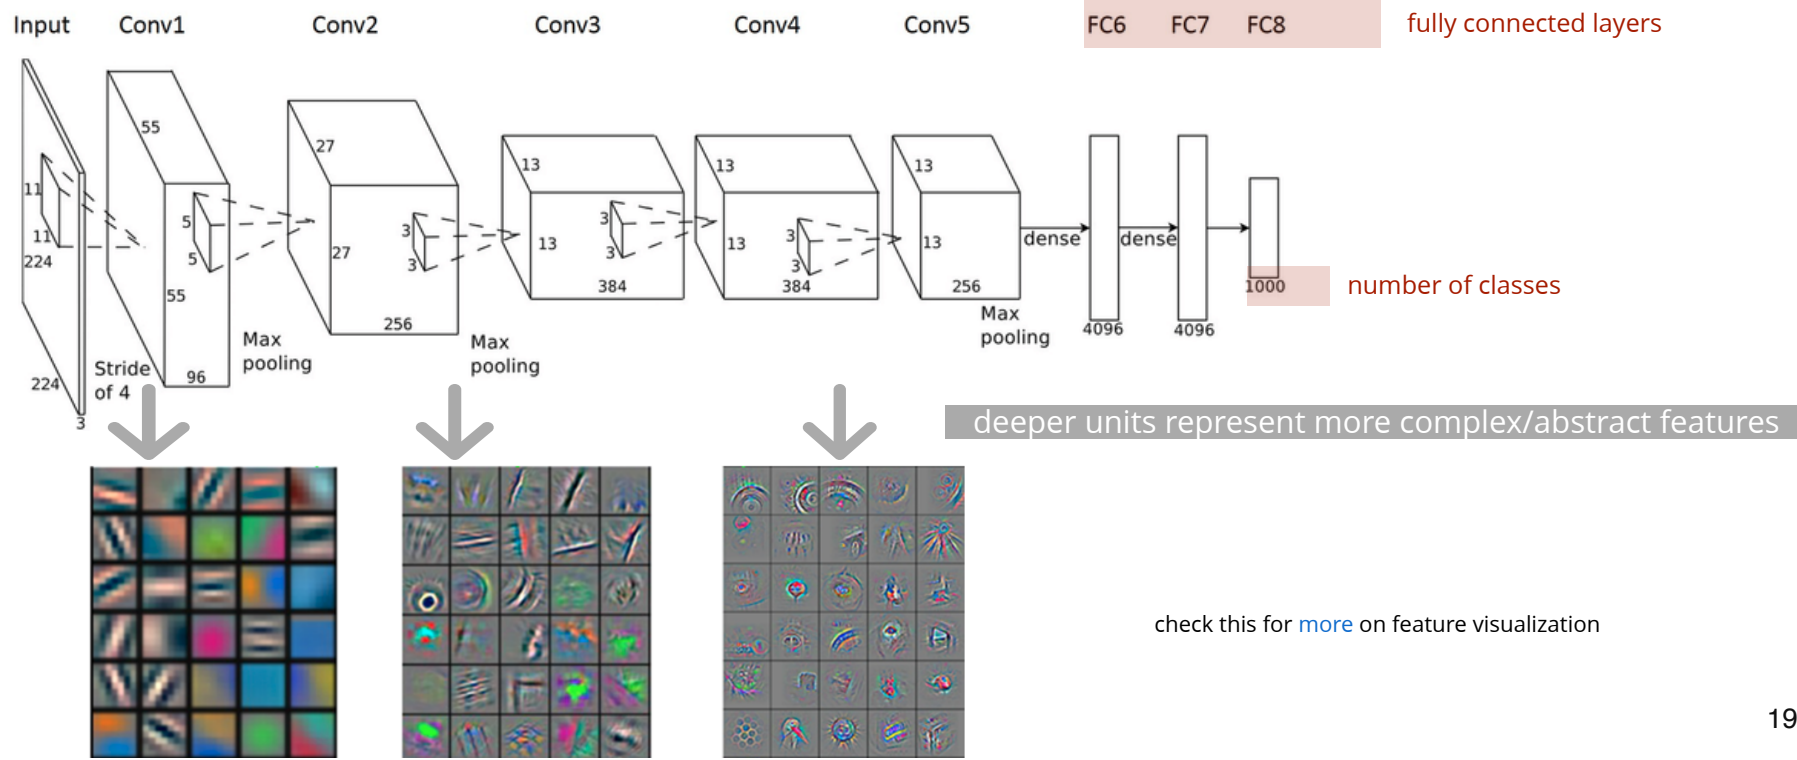 Input Conv1 Conv2 Conv3 Conv4 Conv5 FC6 FC7 FC8 fully connected layers
11
11
224
224
3
Stride
of 4
55
55
96
5
5
Max
pooling
27
27
256
3
3
Max
pooling
13
13
384
3
3
13
13
384
3
3
13
13
256
Max
pooling
dense
4096
dense
4096
1000
number of classes
deeper units represent more complex/abstract features
check this for more on feature visualization
19